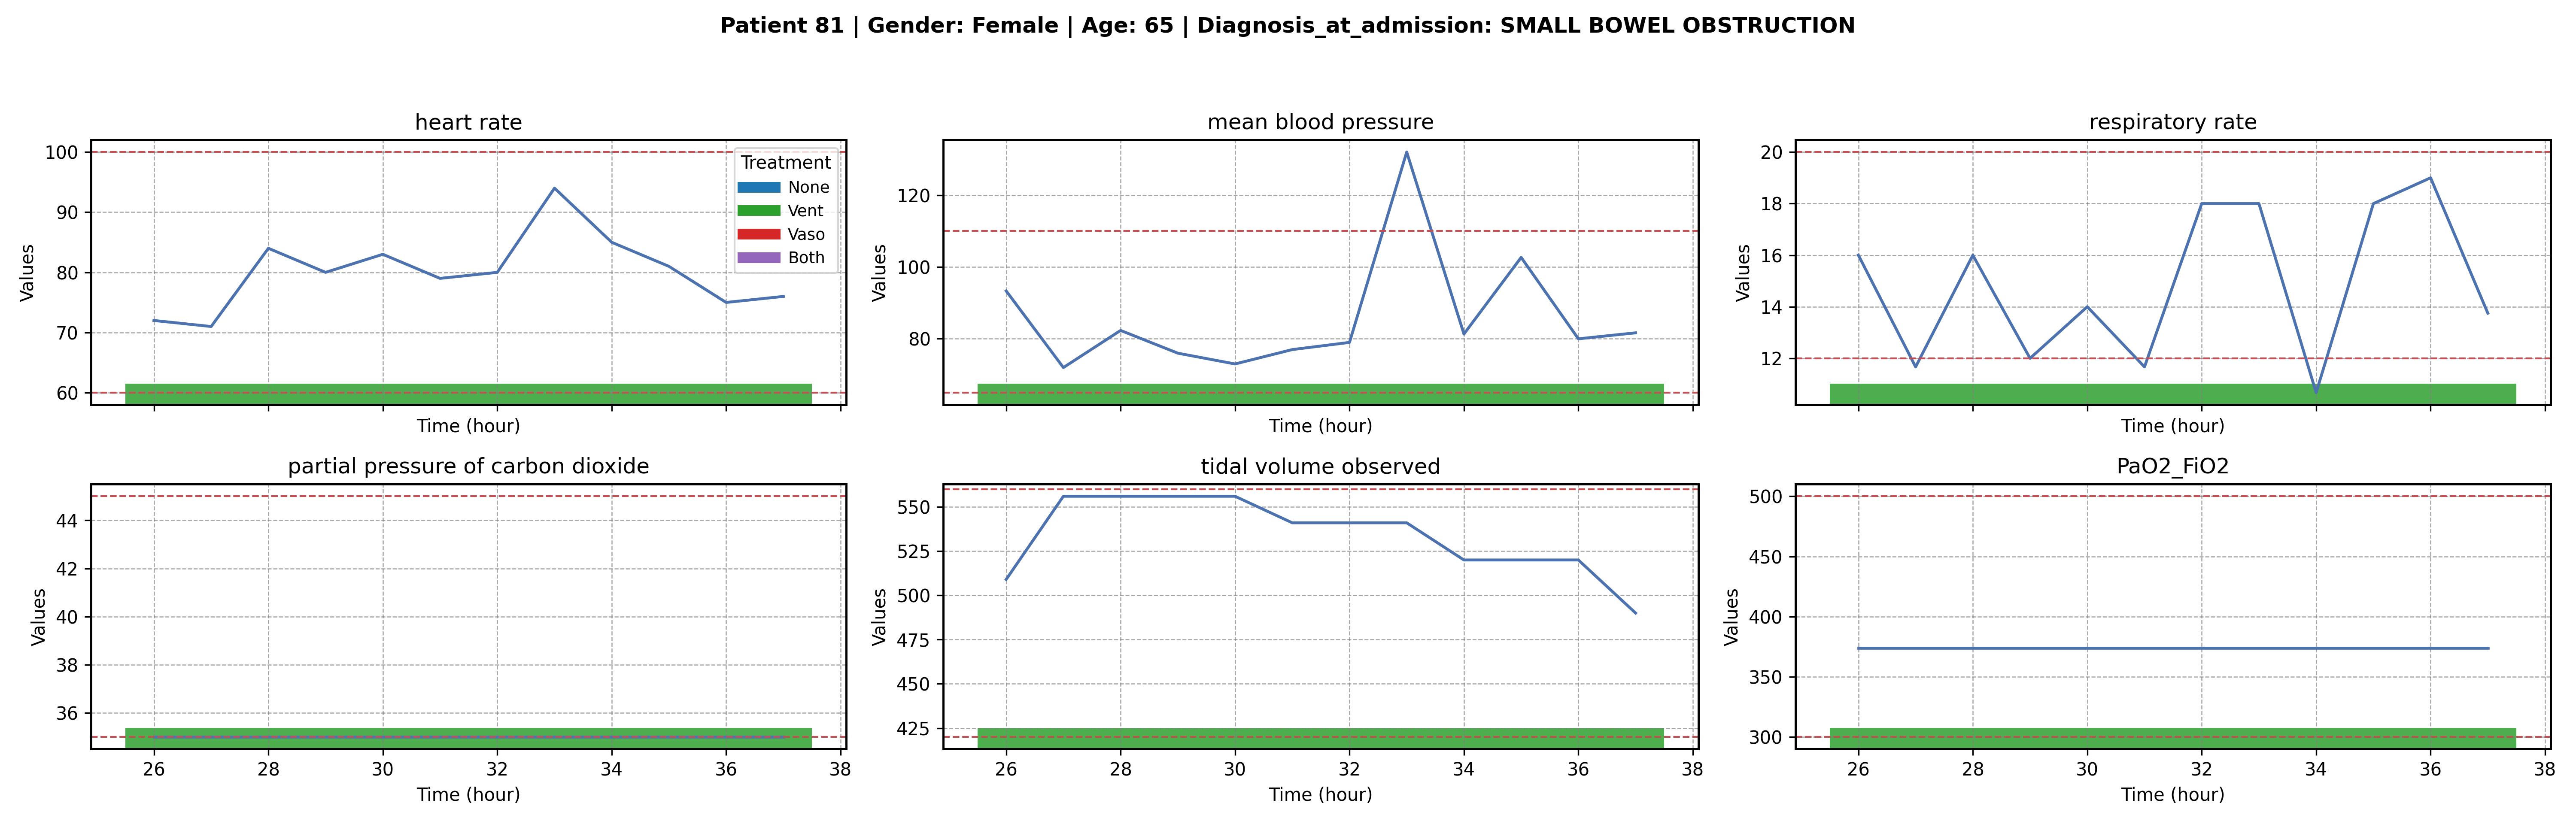 Patient 81 | Gender: Female | Age: 65 | Diagnosis_at_admission: SMALL BOWEL OBSTRUCTION
heart rate
Values
100
90
80
70
60
Treatment
None
Vent
Vaso
Both
Time (hour)
mean blood pressure
Values
120
100
80
Time (hour)
respiratory rate
Values
20
18
16
14
12
Time (hour)
partial pressure of carbon dioxide
Values
44
42
40
38
36
26 28 30 32 34 36 38
Time (hour)
tidal volume observed
Values
550
525
500
475
450
425
26 28 30 32 34 36 38
Time (hour)
PaO2_FiO2
Values
500
450
400
350
300
26 28 30 32 34 36 38
Time (hour)